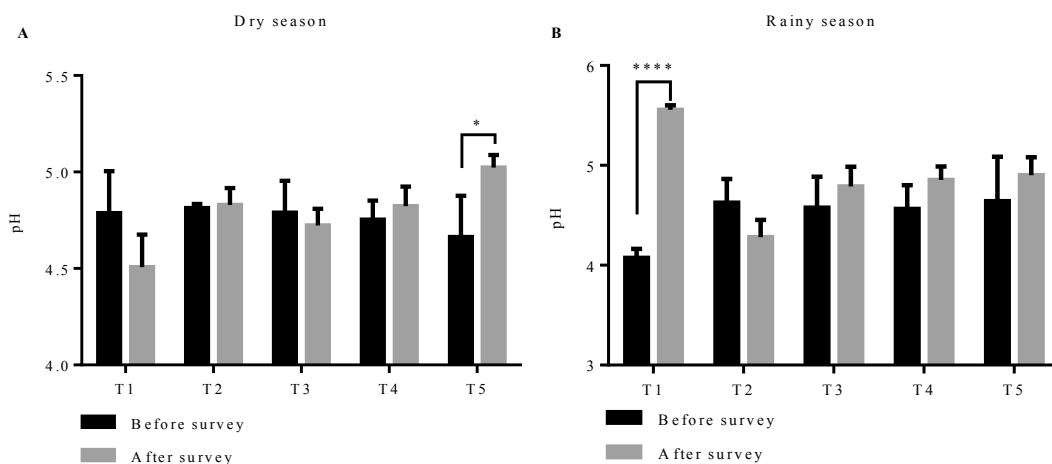 A
Dry season
5.5
5.0
4.5
4.0
pH
*
T1 T2 T3 T4 T5
Before survey
After survey
B
Rainy season
6
5
4
3
pH
****
T1 T2 T3 T4 T5
Before survey
After survey